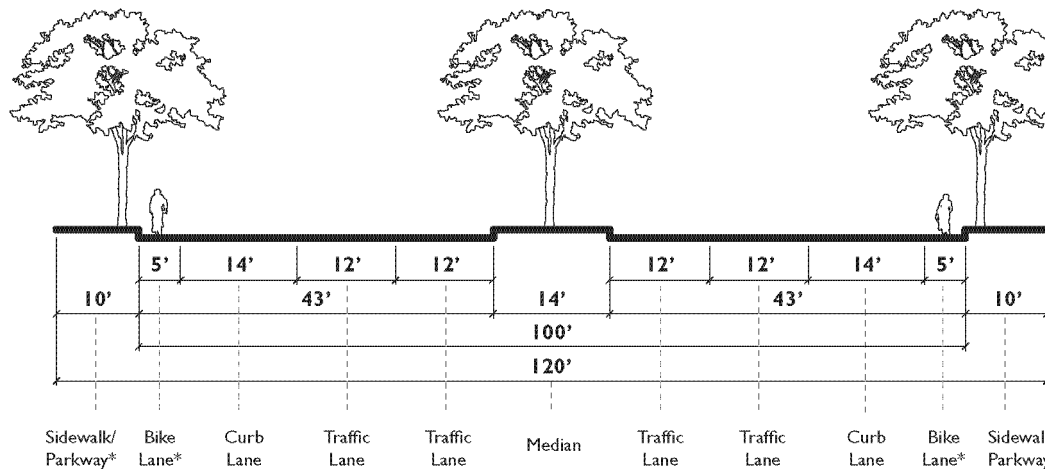 5' 14' 12' 12' 12' 12' 14' 5'
10' 43' 14' 43' 10'
100'
120'
Sidewalk/ Bike Curb Traffic Traffic Median Traffic Traffic Curb Bike Sidewal
Parkway* Lane* Lane Lane Lane Lane Lane Lane Lane* Parkway